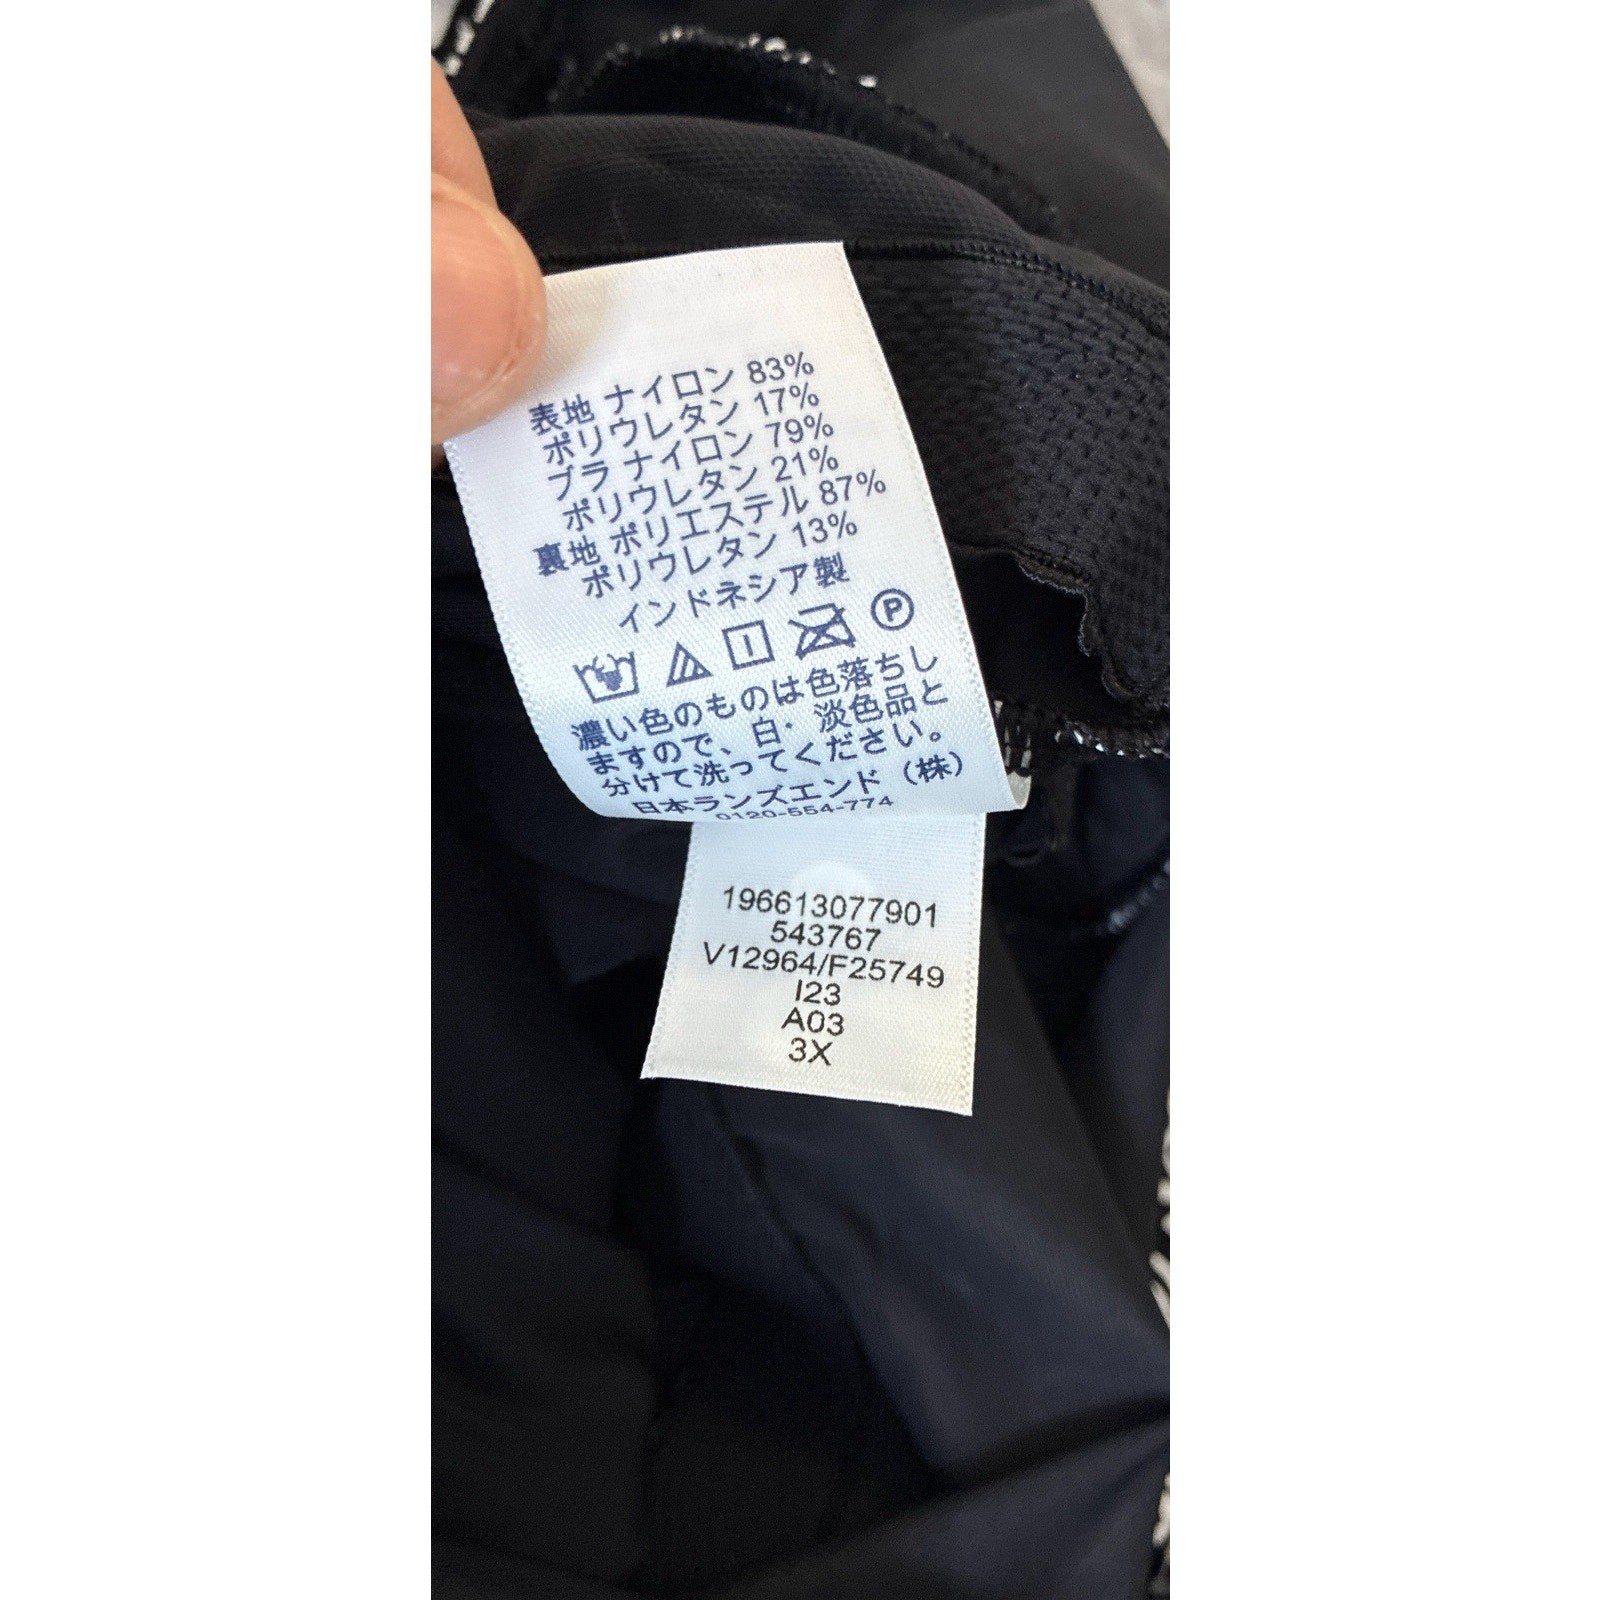 表地 ナイロン 83%
ポリウレタン 17%
ブラ ナイロン 79%
ポリウレタン 21%
裏地 ポリエステル 87%
ポリウレタン 13%
インドネシア製
P
濃い色のものは色落ちし
ますので、白・淡色品と
分けて洗ってください。
日本ランズエンド（株）
0120-554-774
196613077901
543767
V12964/F25749
I23
A03
3X